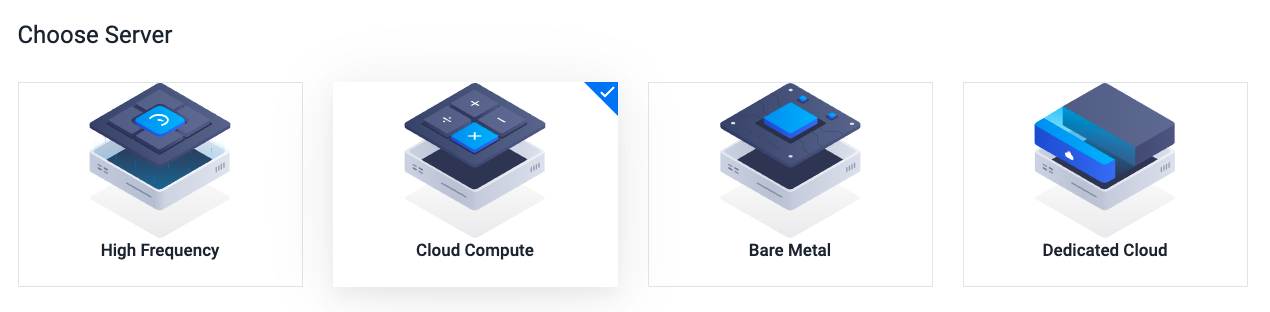 Choose Server
High Frequency
Cloud Compute
Bare Metal
Dedicated Cloud